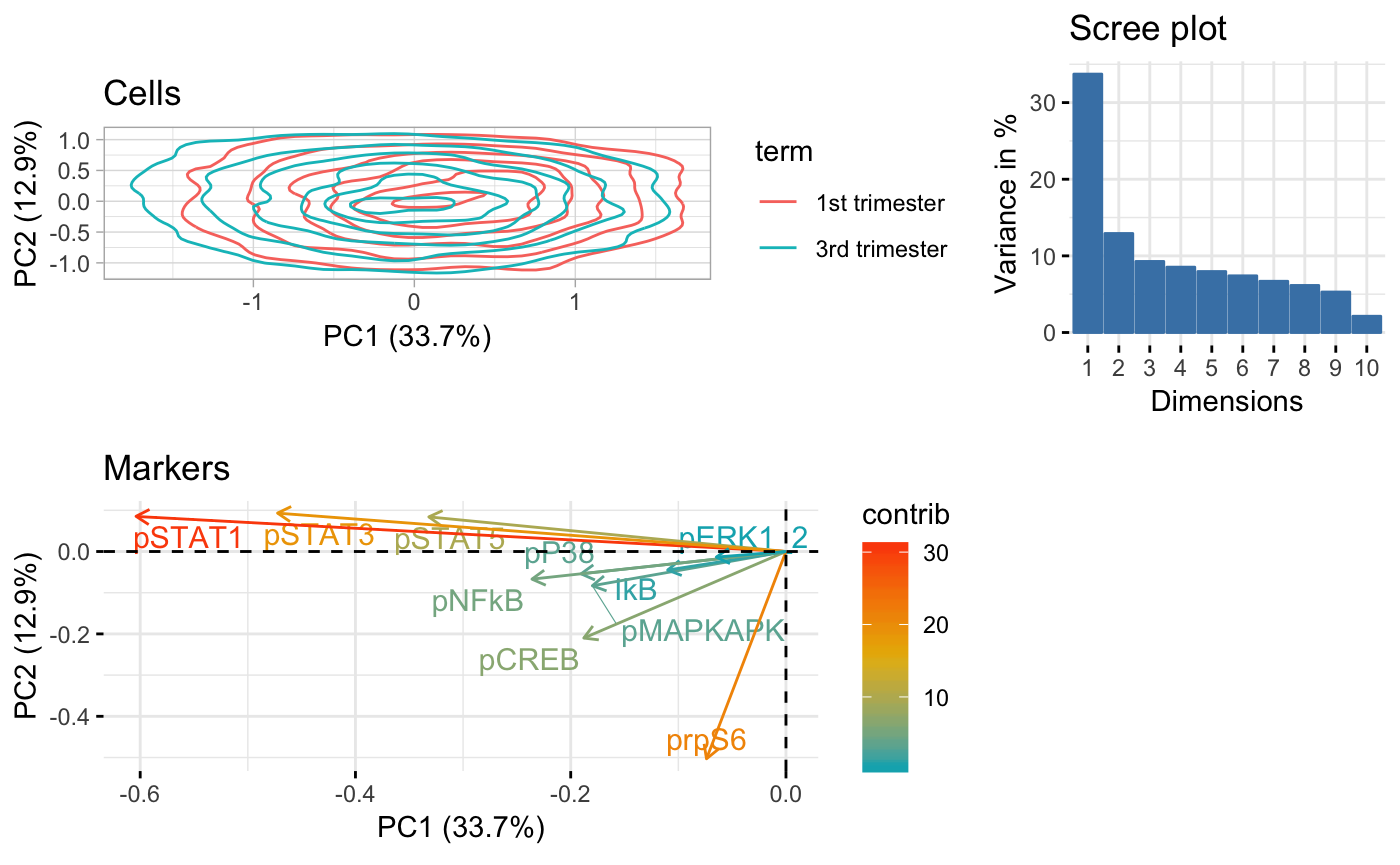 Cells
PC2 (12.9%)
1.0
0.5
0.0
-0.5
-1.0
-1
0
1
PC1 (33.7%)
term
1st trimester
3rd trimester
Scree plot
Variance in %
30
20
10
0
1 2 3 4 5 6 7 8 9 10
Dimensions
Markers
PC2 (12.9%)
0.0
-0.2
-0.4
pSTAT1
pSTAT3
pSTAT5
pERK1_2
pP38
IkB
pNFkB
pMAPKAPK
pCREB
prpS6
-0.6
-0.4
-0.2
0.0
PC1 (33.7%)
contrib
30
20
10